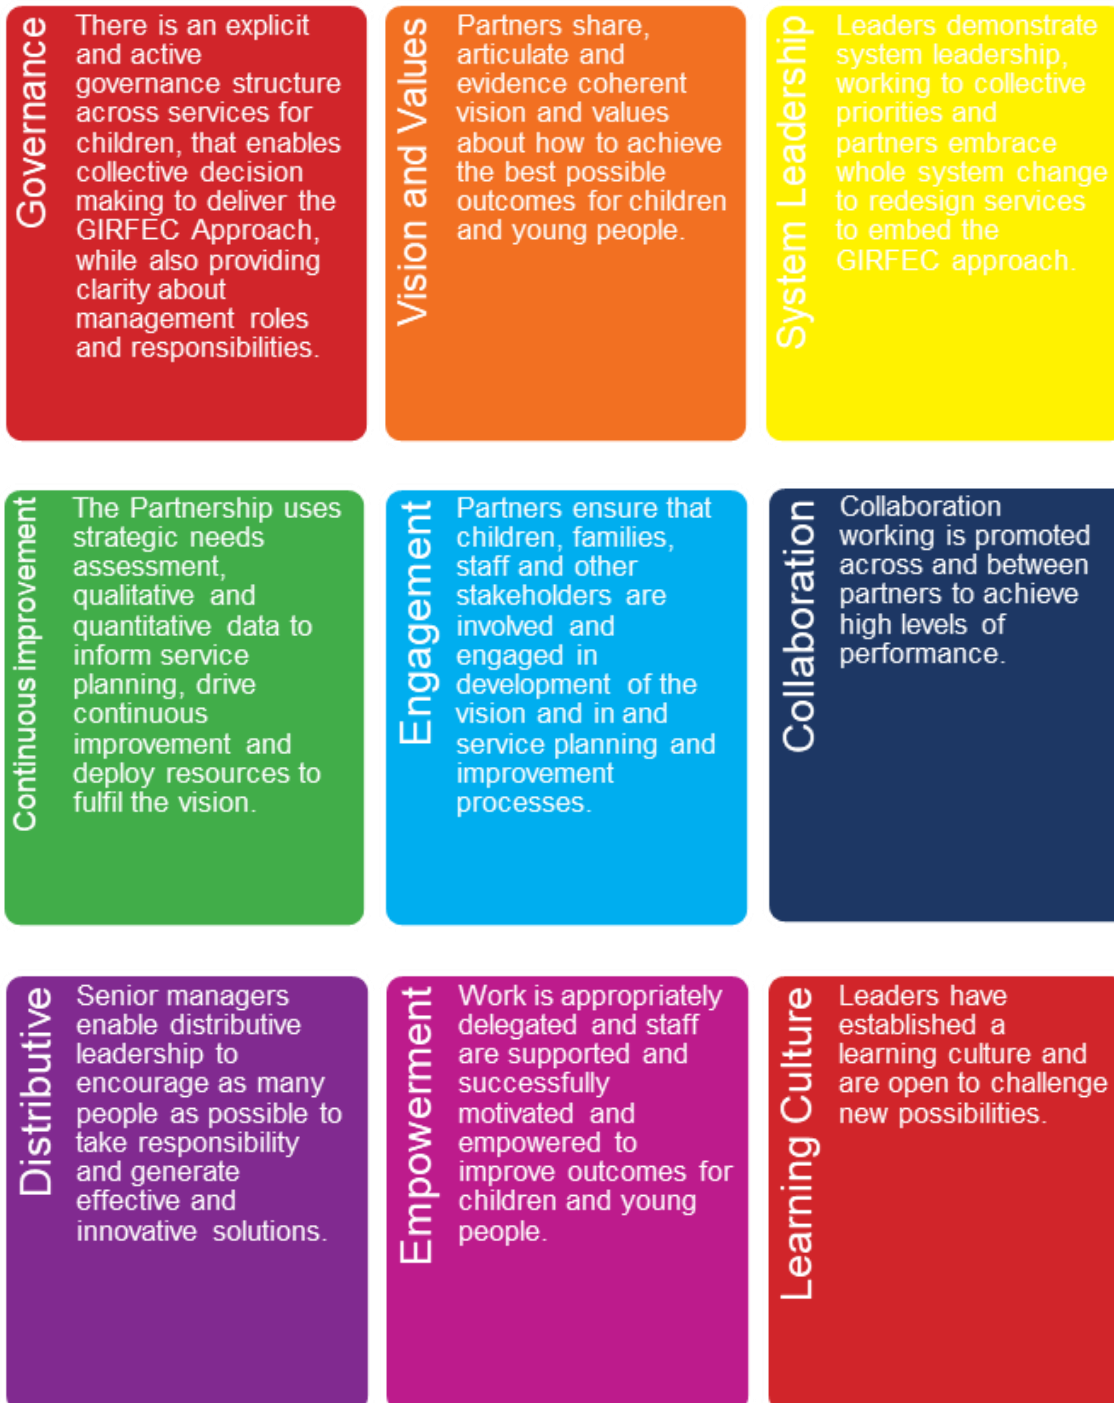 Governance
There is an explicit
and active
governance structure
across services for
children, that enables
collective decision
making to deliver the
GIRFEC Approach,
while also providing
clarity about
management roles
and responsibilities.
Vision and Values
Partners share,
articulate and
evidence coherent
vision and values
about how to achieve
the best possible
outcomes for children
and young people.
System Leadership
Leaders demonstrate
system leadership,
working to collective
priorities and
partners embrace
whole system change
to redesign services
to embed the
GIRFEC approach.
Continuous improvement
The Partnership uses
strategic needs
assessment,
qualitative and
quantitative data to
inform service
planning, drive
continuous
improvement and
deploy resources to
fulfil the vision.
Engagement
Partners ensure that
children, families,
staff and other
stakeholders are
involved and
engaged in
development of the
vision and in and
service planning and
improvement
processes.
Collaboration
Collaboration
working is promoted
across and between
partners to achieve
high levels of
performance.
Distributive
Senior managers
enable distributive
leadership to
encourage as many
people as possible to
take responsibility
and generate
effective and
innovative solutions.
Empowerment
Work is appropriately
delegated and staff
are supported and
successfully
motivated and
empowered to
improve outcomes for
children and young
people.
Learning Culture
Leaders have
established a
learning culture and
are open to challenge
new possibilities.